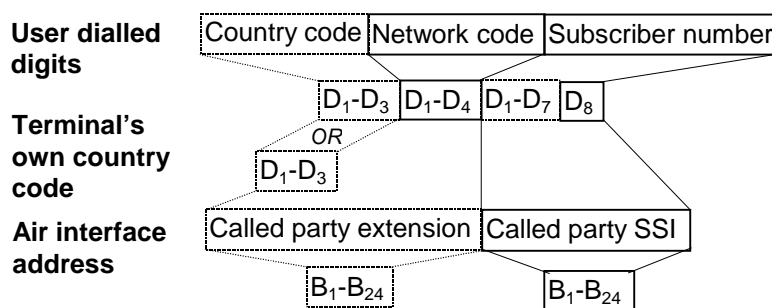 User dialled
digits
Country code Network code Subscriber number
D1-D3 D1-D4 D1-D7 D8
OR
Terminal's
own country
code
D1-D3
Air interface
address
Called party extension Called party SSI
B1-B24 B1-B24